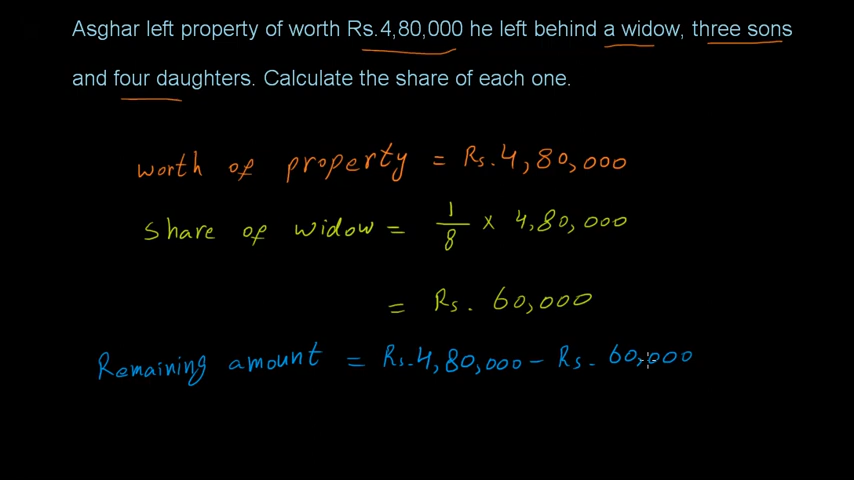 Asghar left property of worth Rs.4,80,000 he left behind a widow, three sons
and four daughters. Calculate the share of each one.
worth of property = Rs.4,80,000
share of widow = 1/8 × 4,80,000
= Rs. 60,000
Remaining amount = Rs.4,80,000 - Rs. 60,000